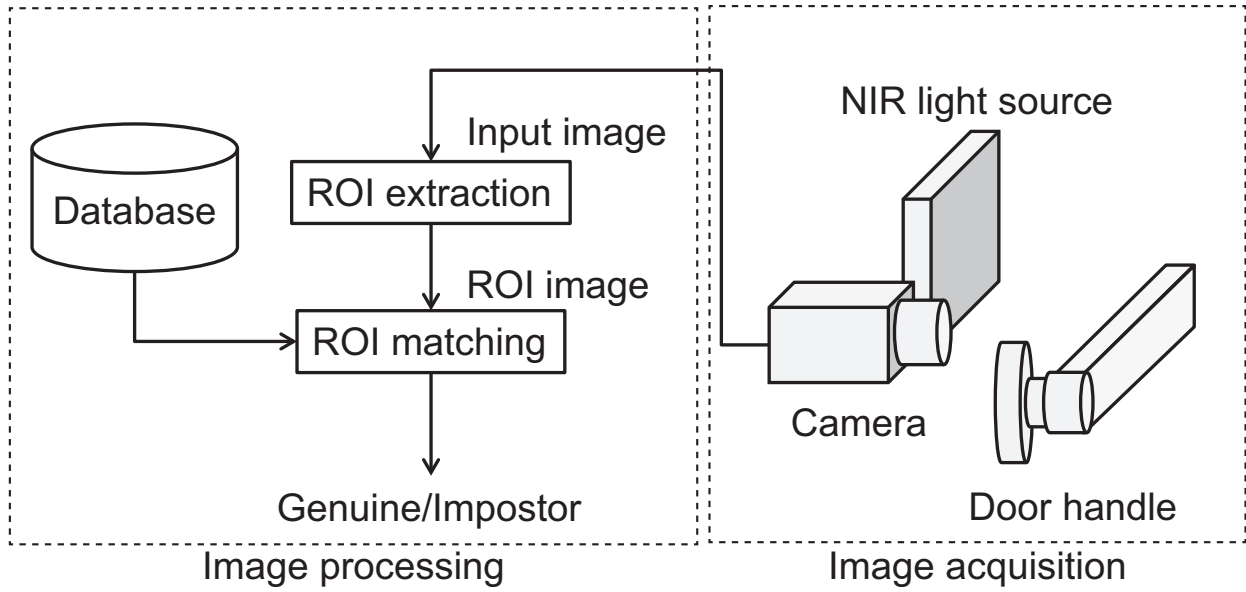 NIR light source
Input image
ROI extraction
Database
ROI image
ROI matching
Camera
Genuine/Impostor
Door handle
Image processing
Image acquisition